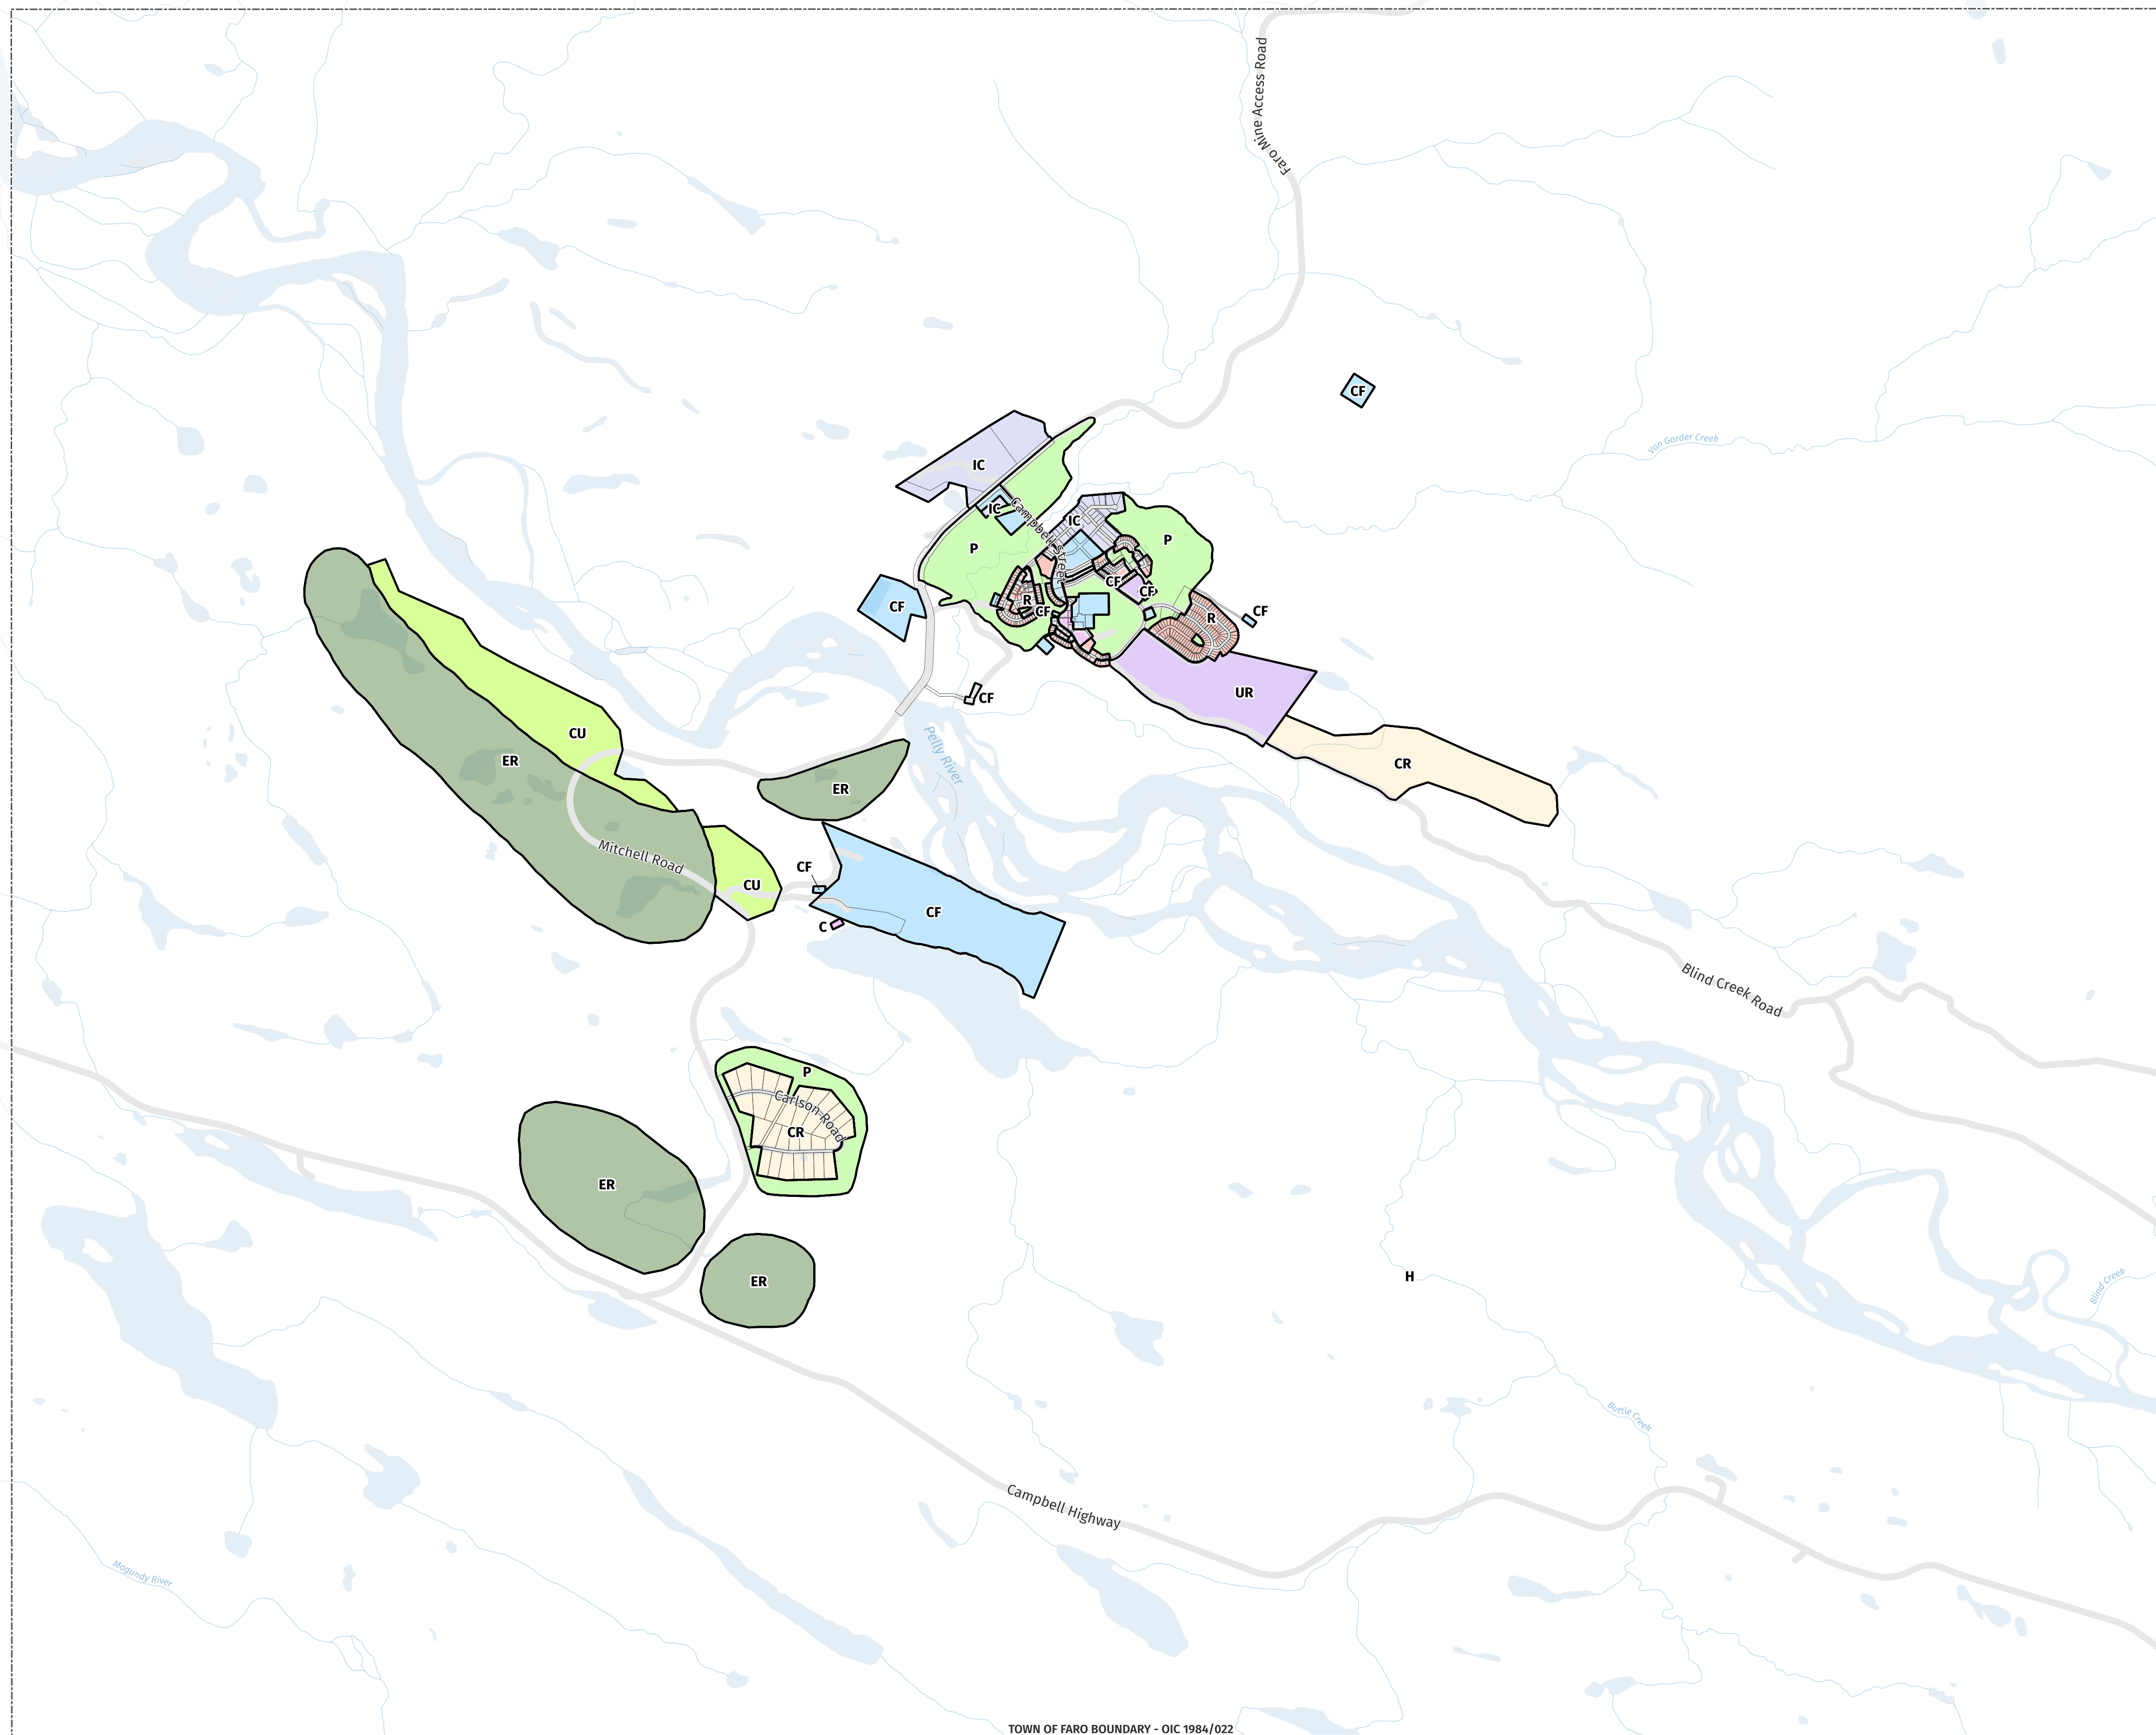 Faro Mine Access Road
CF
Van Gorder Creek
IC
IC
Campbell Street
IC
P
P
CF
CF
CF
R
CF
CF
R
CF
UR
CF
Pelly River
CU
ER
ER
CR
Mitchell Road
CF
CU
CF
C
Blind Creek Road
P
Carlson Road
CR
ER
ER
H
Blind Creek
Buttle Creek
Campbell Highway
Magundy River
TOWN OF FARO BOUNDARY - OIC 1984/022